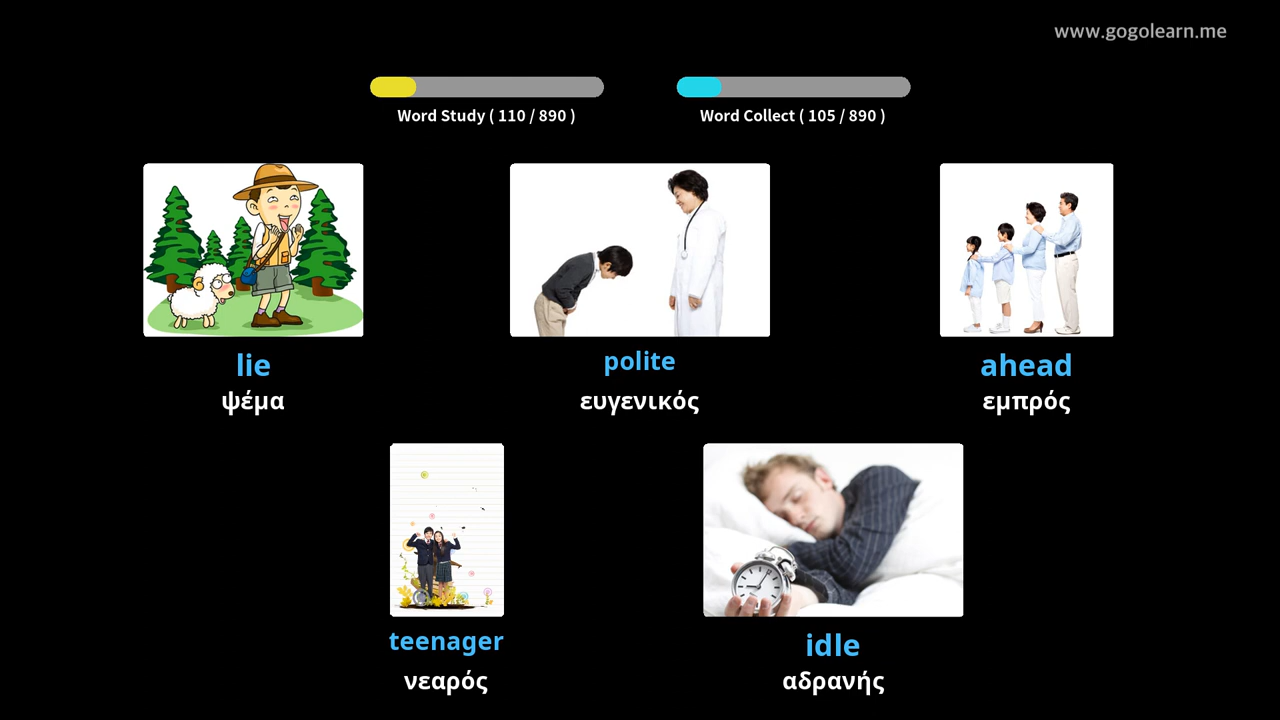 www.gogolearn.me
Word Study ( 110 / 890 )
Word Collect ( 105 / 890 )
lie
ψέμα
polite
ευγενικός
ahead
εμπρός
teenager
νεαρός
idle
αδρανής